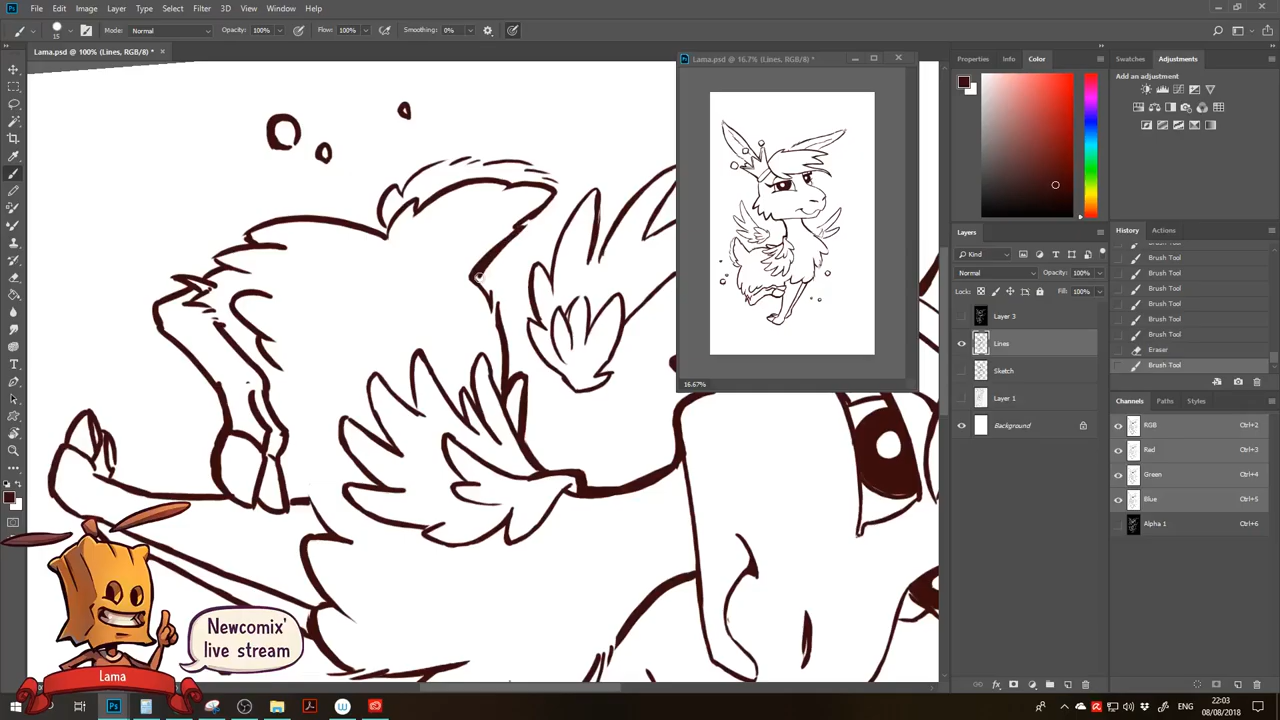 File Edit Image Layer Type Select Filter 3D View Window Help
15 Mode: Normal Opacity: 100% Flow: 100% Smoothing: 0%
Lama.psd @ 100% (Lines, RGB/8) *
Lama.psd @ 16.7% (Lines, RGB/8) *
16.67%
Properties Info Color
Swatches Adjustments
Add an adjustment
Layers
Kind
Normal Opacity: 100%
Lock: Fill: 100%
Layer 3
Lines
Sketch
Layer 1
Background
History Actions
Brush Tool
Brush Tool
Brush Tool
Brush Tool
Brush Tool
Brush Tool
Eraser
Brush Tool
Channels Paths Styles
RGB Ctrl+2
Red Ctrl+3
Green Ctrl+4
Blue Ctrl+5
Alpha 1 Ctrl+6
Newcomix'
live stream
Lama
ENG
22:03
08/08/2018